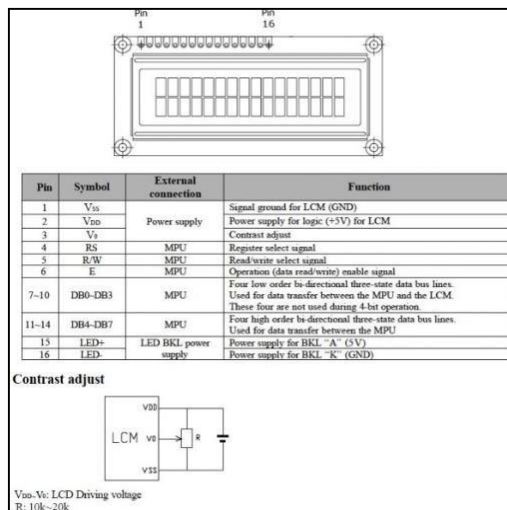 Pin Pin
1 16
Pin Symbol External connection Function
1 Vss Power supply Signal ground for LCM (GND)
2 VDD Power supply for logic (+5V) for LCM
3 V0 Contrast adjust
4 RS MPU Register select signal
5 R/W MPU Read/write select signal
6 E MPU Operation (data read/write) enable signal
7~10 DB0~DB3 MPU Four low order bi-directional three-state data bus lines.
Used for data transfer between the MPU and the LCM.
These four are not used during 4-bit operation.
11~14 DB4~DB7 MPU Four high order bi-directional three-state data bus lines.
Used for data transfer between the MPU
15 LED+ LED BKL power supply Power supply for BKL "A" (5V)
16 LED- Power supply for BKL "K" (GND)
Contrast adjust
VDD
LCM V0 R
VSS
VDD-V0: LCD Driving voltage
R: 10k~20k